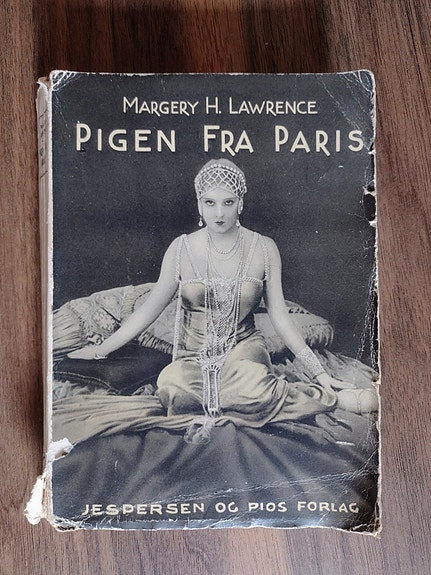 MARGERY H. LAWRENCE
PIGEN FRA PARIS
JESPERSEN OG PIOS FORLAG